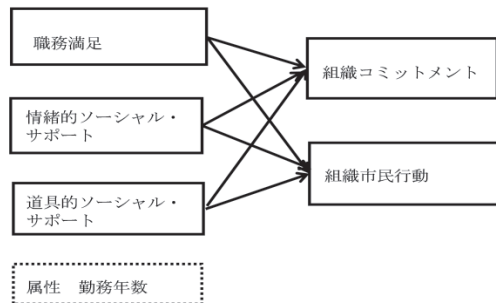 職務満足
情緒的ソーシャル・
サポート
道具的ソーシャル・
サポート
属性　勤務年数
組織コミットメント
組織市民行動